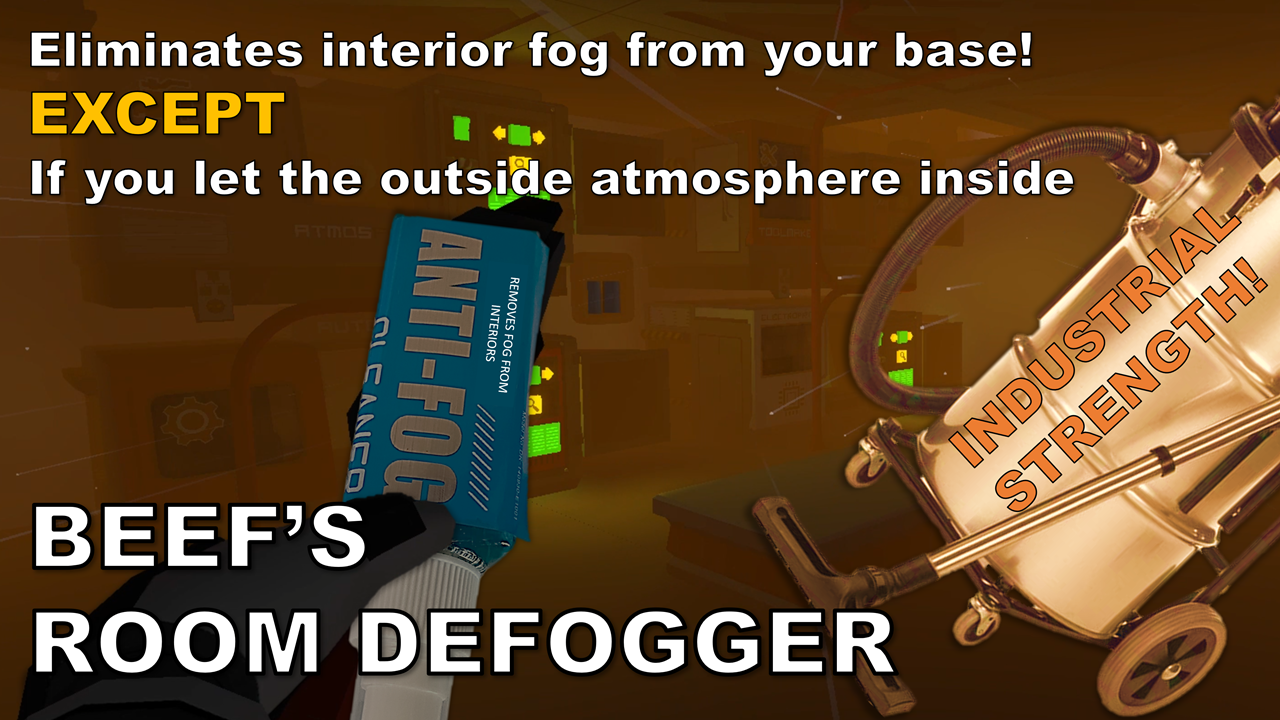 Eliminates interior fog from your base!
EXCEPT
If you let the outside atmosphere inside
ATMOS
ANTI-FOG
CLEANER
REMOVES FOG FROM
INTERIORS
INDUSTRIAL
STRENGTH!
BEEF’S
ROOM DEFOGGER